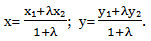 x= (x₁+λx₂)/(1+λ); y= (y₁+λy₂)/(1+λ).